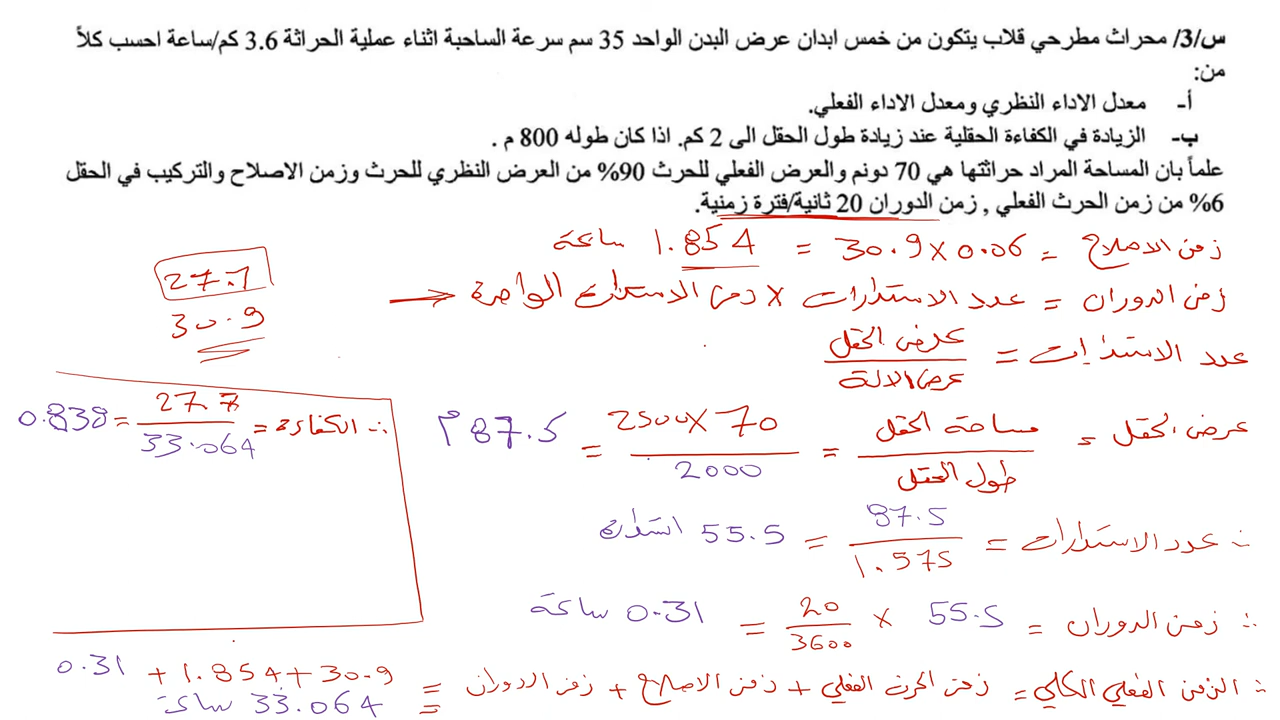 س/3/ محراث مطرحي قلاب يتكون من خمس ابدان عرض البدن الواحد 35 سم سرعة الساحبة اثناء عملية الحراثة 3.6 كم/ساعة احسب كلاً
من:
أ- معدل الاداء النظري ومعدل الاداء الفعلي.
ب- الزيادة في الكفاءة الحقلية عند زيادة طول الحقل الى 2 كم. اذا كان طوله 800 م .
علماً بان المساحة المراد حراثتها هي 70 دونم والعرض الفعلي للحرث 90% من العرض النظري للحرث وزمن الاصلاح والتركيب في الحقل
6% من زمن الحرث الفعلي , زمن الدوران 20 ثانية/فترة زمنية.
زمن الاصلاح = 30.9 × 0.06 = 1.854 ساعة
زمن الدوران = عدد الاستدارات × زمن الاستدارة الواحدة
عدد الاستدارات = عرض الحقل / عرض الالة
عرض الحقل = مساحة الحقل / طول الحقل = 2500 × 70 / 2000 = 87.5 م
∴ عدد الاستدارات = 87.5 / 1.575 = 55.5 استدارة
∴ زمن الدوران = 55.5 × 20 / 3600 = 0.31 ساعة
∴ الزمن الفعلي الكلي = زمن الحرث الفعلي + زمن الاصلاح + زمن الدوران
= 30.9 + 1.854 + 0.31
= 33.064 ساعة
27.7
30.9
∴ الكفاءة = 27.7 / 33.064 = 0.838